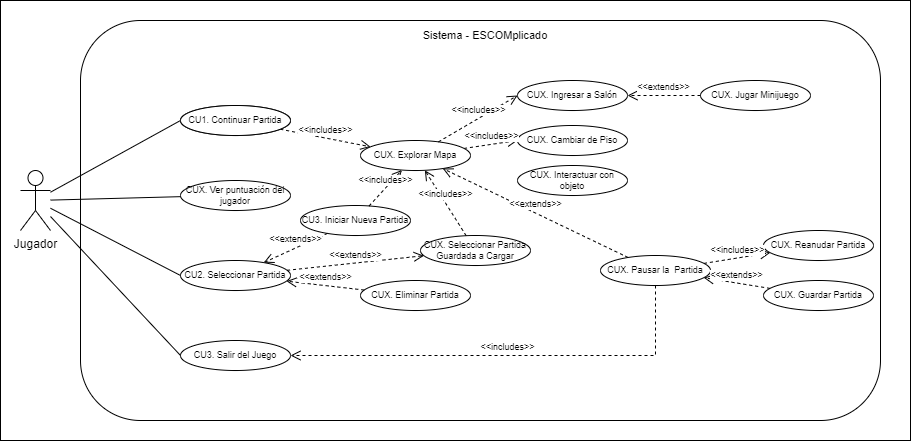 Sistema - ESCOMplicado
CUX. Ingresar a Salón
<<extends>>
CUX. Jugar Minijuego
<<includes>>
CU1. Continuar Partida
<<includes>>
<<includes>>
CUX. Cambiar de Piso
CUX. Explorar Mapa
CUX. Interactuar con
objeto
<<includes>>
<<includes>>
CUX. Ver puntuación del
jugador
<<extends>>
CU3. Iniciar Nueva Partida
Jugador
<<extends>>
CUX. Seleccionar Partida
Guardada a Cargar
<<includes>>
CUX. Reanudar Partida
<<extends>>
CU2. Seleccionar Partida
<<extends>>
CUX. Pausar la  Partida
<<extends>>
CUX. Eliminar Partida
CUX. Guardar Partida
<<includes>>
CU3. Salir del Juego